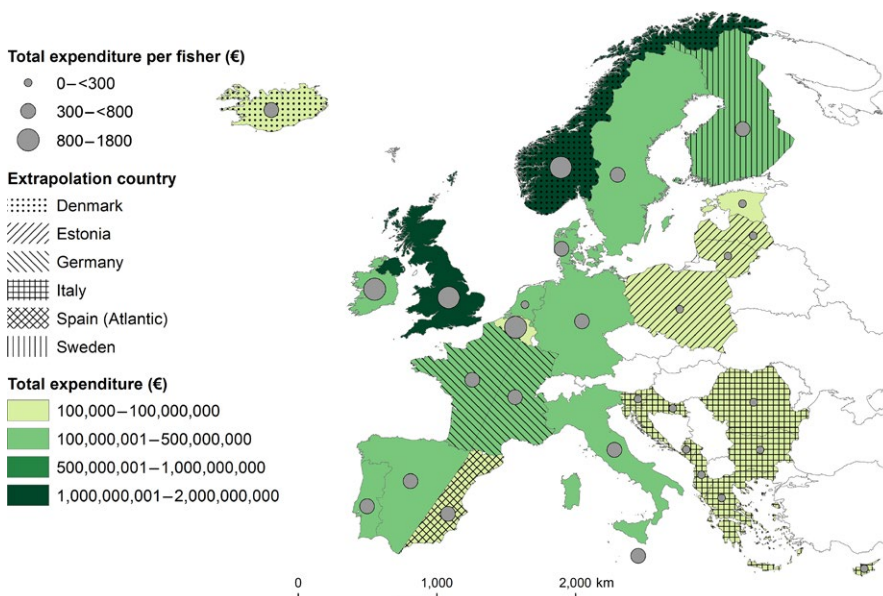 Total expenditure per fisher (€)
0–<300
300–<800
800–1800
Extrapolation country
Denmark
Estonia
Germany
Italy
Spain (Atlantic)
Sweden
Total expenditure (€)
100,000–100,000,000
100,000,001–500,000,000
500,000,001–1,000,000,000
1,000,000,001–2,000,000,000
0 1,000 2,000 km